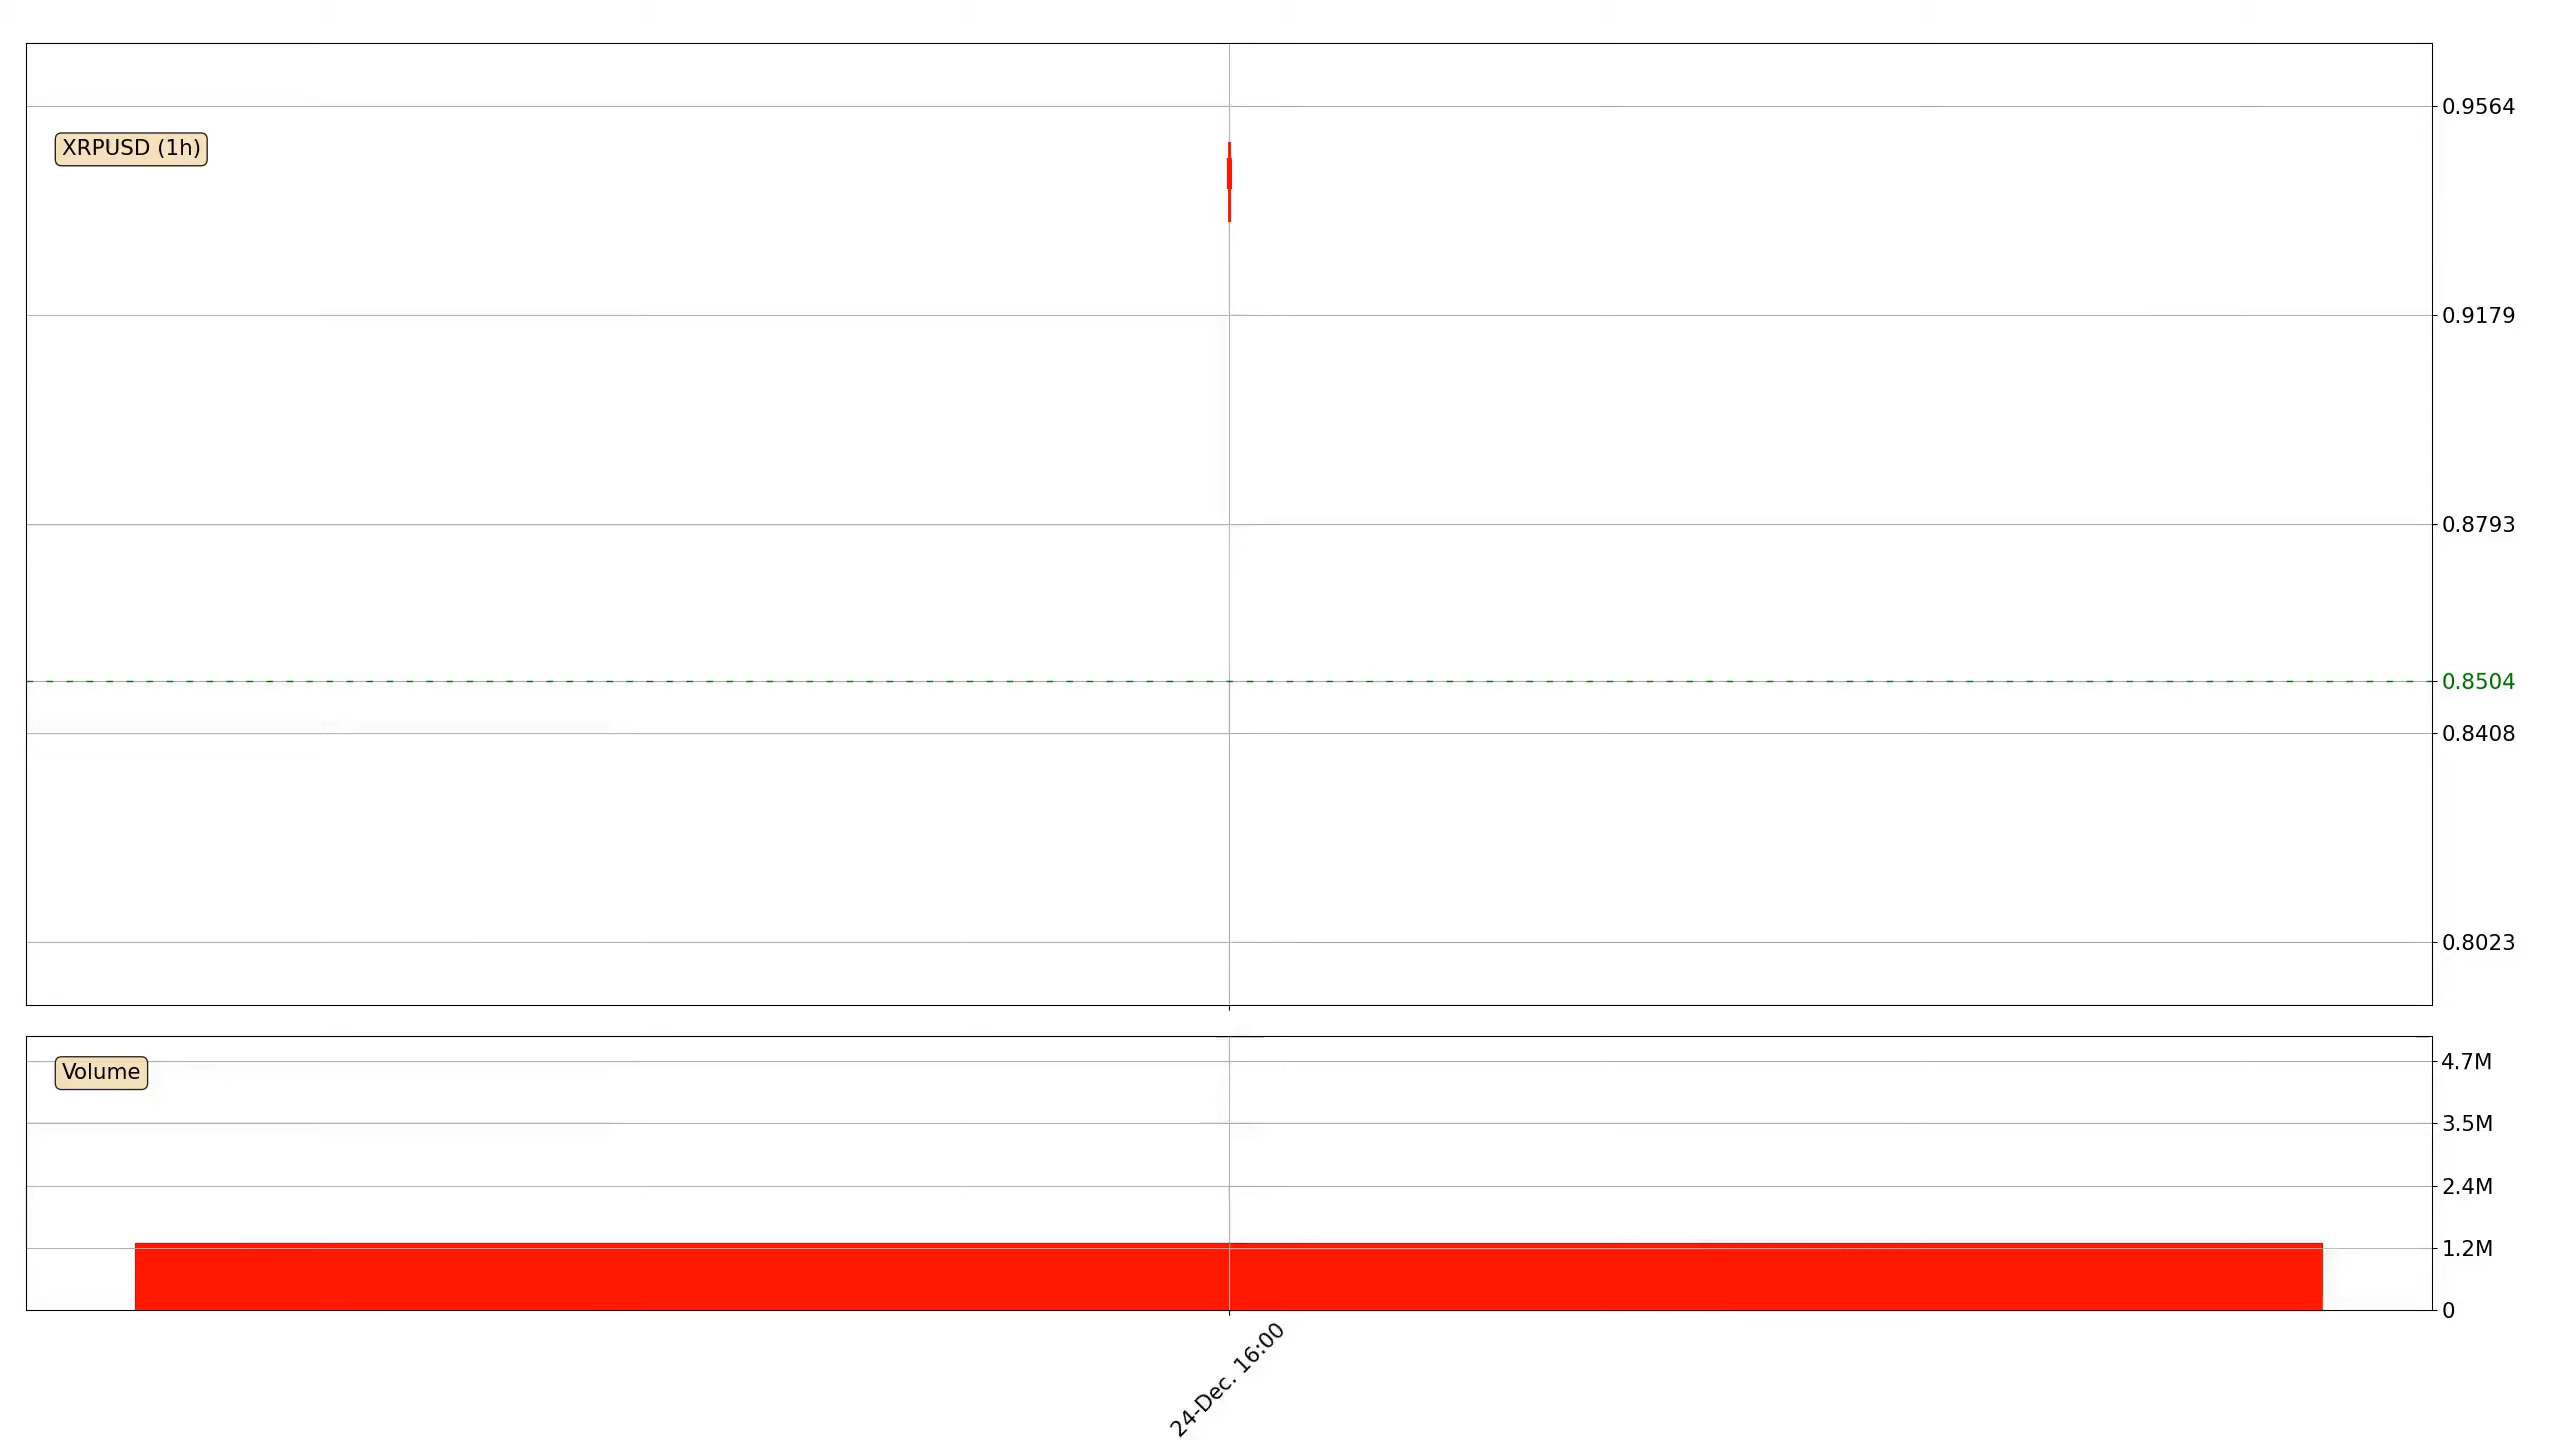 XRPUSD (1h)
0.9564
0.9179
0.8793
0.8504
0.8408
0.8023
Volume
4.7M
3.5M
2.4M
1.2M
0
24-Dec. 16:00